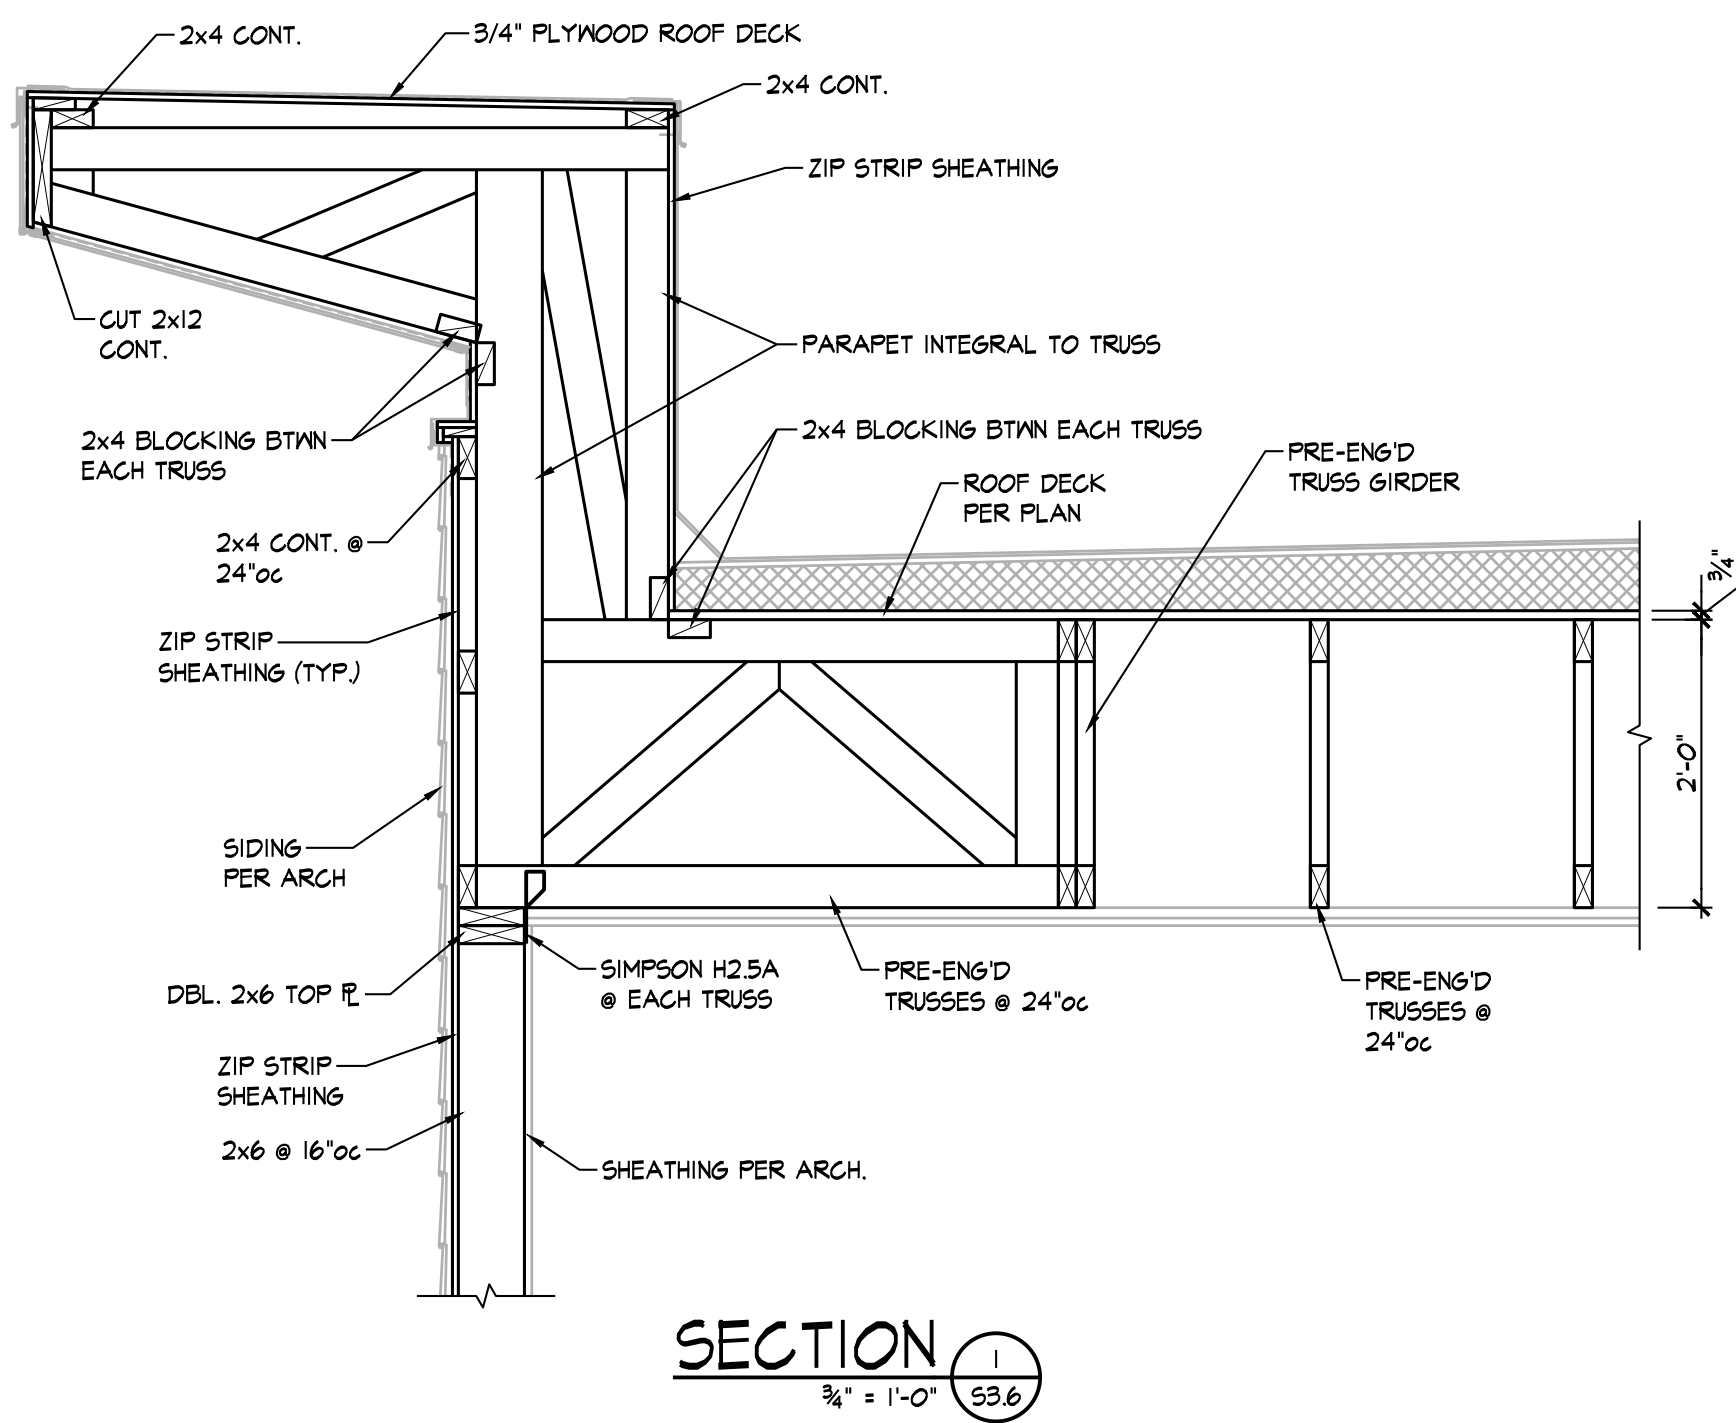 2x4 CONT.
3/4" PLYWOOD ROOF DECK
2x4 CONT.
ZIP STRIP SHEATHING
CUT 2x12
CONT.
PARAPET INTEGRAL TO TRUSS
2x4 BLOCKING BTWN
EACH TRUSS
2x4 BLOCKING BTWN EACH TRUSS
PRE-ENG'D
TRUSS GIRDER
ROOF DECK
PER PLAN
2x4 CONT. @
24"oc
3/4"
ZIP STRIP
SHEATHING (TYP.)
2'-0"
SIDING
PER ARCH
SIMPSON H2.5A
@ EACH TRUSS
PRE-ENG'D
TRUSSES @ 24"oc
PRE-ENG'D
TRUSSES @
24"oc
DBL. 2x6 TOP PL
ZIP STRIP
SHEATHING
2x6 @ 16"oc
SHEATHING PER ARCH.
SECTION
3/4" = 1'-0"
1
S3.6